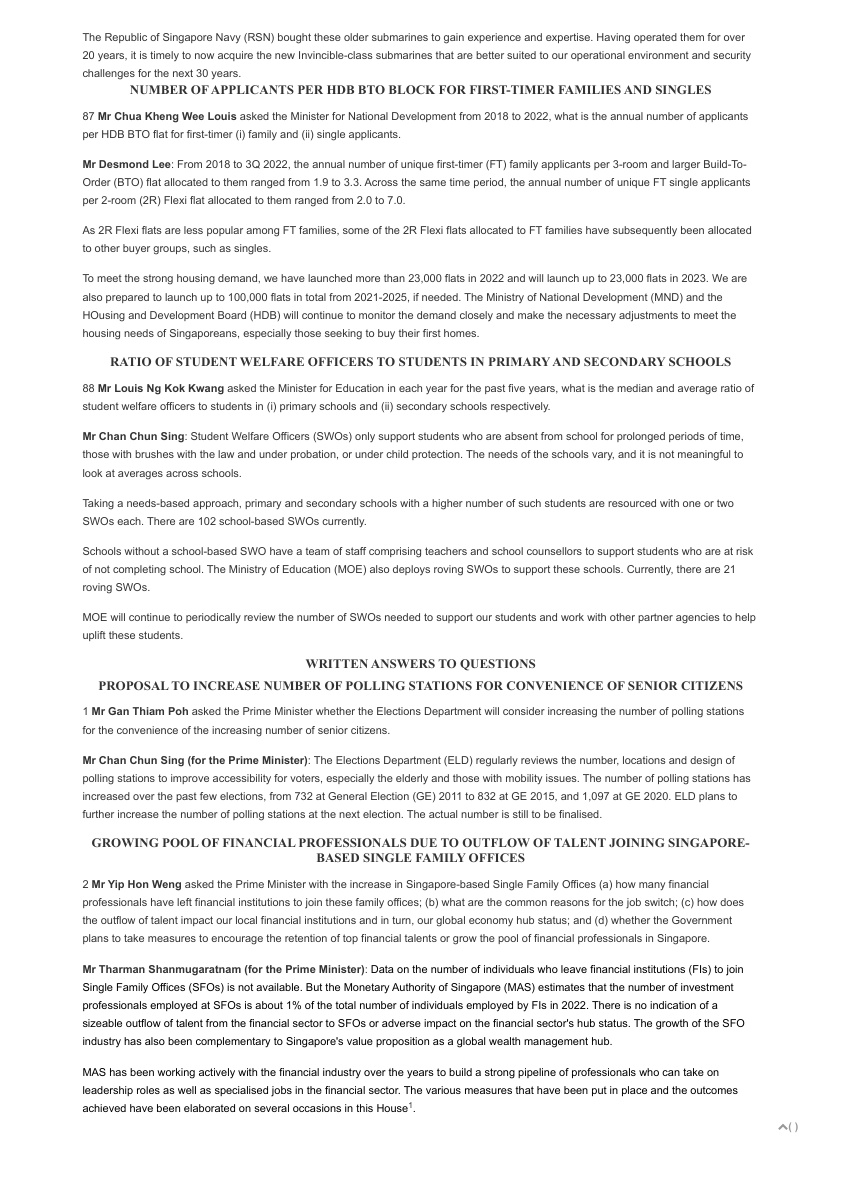 The Republic of Singapore Navy (RSN) bought these older submarines to gain experience and expertise. Having operated them for over
20 years, it is timely to now acquire the new Invincible-class submarines that are better suited to our operational environment and security
challenges for the next 30 years.
NUMBER OF APPLICANTS PER HDB BTO BLOCK FOR FIRST-TIMER FAMILIES AND SINGLES
87 Mr Chua Kheng Wee Louis asked the Minister for National Development from 2018 to 2022, what is the annual number of applicants
per HDB BTO flat for first-timer (i) family and (ii) single applicants.
Mr Desmond Lee: From 2018 to 3Q 2022, the annual number of unique first-timer (FT) family applicants per 3-room and larger Build-To-
Order (BTO) flat allocated to them ranged from 1.9 to 3.3. Across the same time period, the annual number of unique FT single applicants
per 2-room (2R) Flexi flat allocated to them ranged from 2.0 to 7.0.
As 2R Flexi flats are less popular among FT families, some of the 2R Flexi flats allocated to FT families have subsequently been allocated
to other buyer groups, such as singles.
To meet the strong housing demand, we have launched more than 23,000 flats in 2022 and will launch up to 23,000 flats in 2023. We are
also prepared to launch up to 100,000 flats in total from 2021-2025, if needed. The Ministry of National Development (MND) and the
HOusing and Development Board (HDB) will continue to monitor the demand closely and make the necessary adjustments to meet the
housing needs of Singaporeans, especially those seeking to buy their first homes.
RATIO OF STUDENT WELFARE OFFICERS TO STUDENTS IN PRIMARY AND SECONDARY SCHOOLS
88 Mr Louis Ng Kok Kwang asked the Minister for Education in each year for the past five years, what is the median and average ratio of
student welfare officers to students in (i) primary schools and (ii) secondary schools respectively.
Mr Chan Chun Sing: Student Welfare Officers (SWOs) only support students who are absent from school for prolonged periods of time,
those with brushes with the law and under probation, or under child protection. The needs of the schools vary, and it is not meaningful to
look at averages across schools.
Taking a needs-based approach, primary and secondary schools with a higher number of such students are resourced with one or two
SWOs each. There are 102 school-based SWOs currently.
Schools without a school-based SWO have a team of staff comprising teachers and school counsellors to support students who are at risk
of not completing school. The Ministry of Education (MOE) also deploys roving SWOs to support these schools. Currently, there are 21
roving SWOs.
MOE will continue to periodically review the number of SWOs needed to support our students and work with other partner agencies to help
uplift these students.
WRITTEN ANSWERS TO QUESTIONS
PROPOSAL TO INCREASE NUMBER OF POLLING STATIONS FOR CONVENIENCE OF SENIOR CITIZENS
1 Mr Gan Thiam Poh asked the Prime Minister whether the Elections Department will consider increasing the number of polling stations
for the convenience of the increasing number of senior citizens.
Mr Chan Chun Sing (for the Prime Minister): The Elections Department (ELD) regularly reviews the number, locations and design of
polling stations to improve accessibility for voters, especially the elderly and those with mobility issues. The number of polling stations has
increased over the past few elections, from 732 at General Election (GE) 2011 to 832 at GE 2015, and 1,097 at GE 2020. ELD plans to
further increase the number of polling stations at the next election. The actual number is still to be finalised.
GROWING POOL OF FINANCIAL PROFESSIONALS DUE TO OUTFLOW OF TALENT JOINING SINGAPORE-
BASED SINGLE FAMILY OFFICES
2 Mr Yip Hon Weng asked the Prime Minister with the increase in Singapore-based Single Family Offices (a) how many financial
professionals have left financial institutions to join these family offices; (b) what are the common reasons for the job switch; (c) how does
the outflow of talent impact our local financial institutions and in turn, our global economy hub status; and (d) whether the Government
plans to take measures to encourage the retention of top financial talents or grow the pool of financial professionals in Singapore.
Mr Tharman Shanmugaratnam (for the Prime Minister): Data on the number of individuals who leave financial institutions (FIs) to join
Single Family Offices (SFOs) is not available. But the Monetary Authority of Singapore (MAS) estimates that the number of investment
professionals employed at SFOs is about 1% of the total number of individuals employed by FIs in 2022. There is no indication of a
sizeable outflow of talent from the financial sector to SFOs or adverse impact on the financial sector's hub status. The growth of the SFO
industry has also been complementary to Singapore's value proposition as a global wealth management hub.
MAS has been working actively with the financial industry over the years to build a strong pipeline of professionals who can take on
leadership roles as well as specialised jobs in the financial sector. The various measures that have been put in place and the outcomes
achieved have been elaborated on several occasions in this House1.
( )